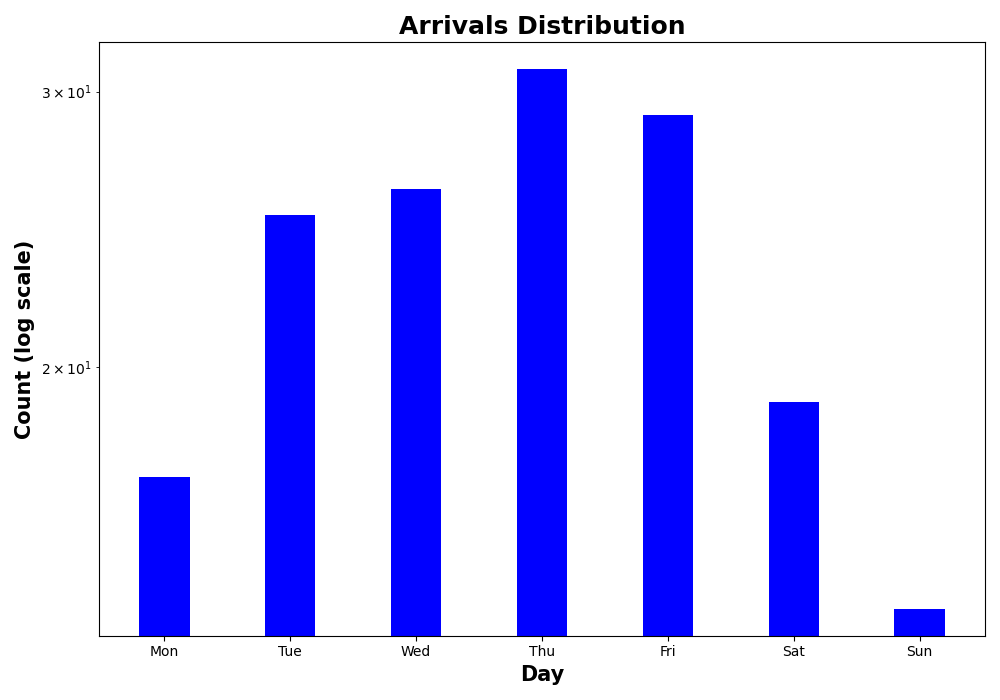 Arrivals Distribution
3 × 10¹
2 × 10¹
Count (log scale)
Mon Tue Wed Thu Fri Sat Sun
Day